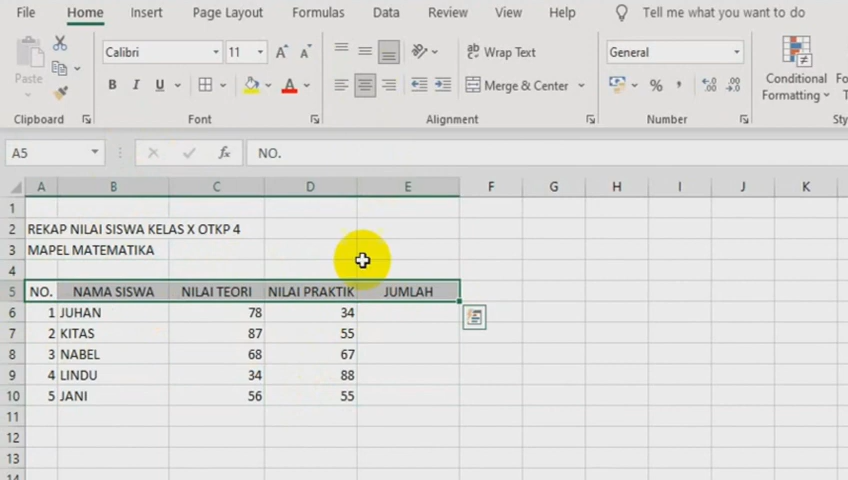 File Home Insert Page Layout Formulas Data Review View Help Tell me what you want to do
Paste
Calibri 11 A A
B I U A
ab Wrap Text
Merge & Center
General
% ,
Conditional
Formatting
Clipboard Font Alignment Number
A5 fx NO.
A B C D E F G H I J K
1
2 REKAP NILAI SISWA KELAS X OTKP 4
3 MAPEL MATEMATIKA
4
5 NO. NAMA SISWA NILAI TEORI NILAI PRAKTIK JUMLAH
6 1 JUHAN 78 34
7 2 KITAS 87 55
8 3 NABEL 68 67
9 4 LINDU 34 88
10 5 JANI 56 55
11
12
13